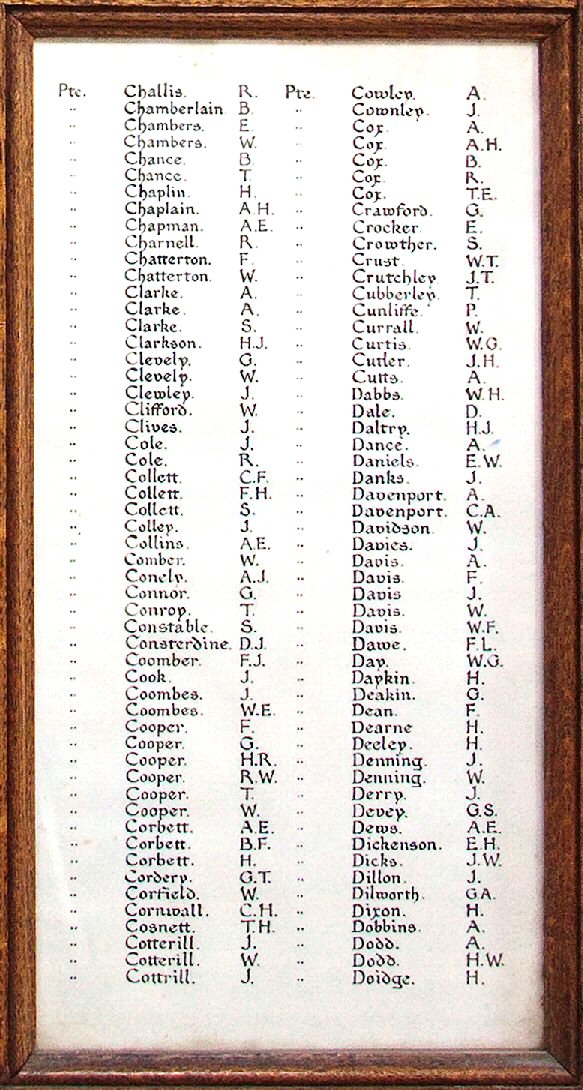 Pte. Challis. R. Pte. Cowley. A.
" Chamberlain B. " Cownley. J.
" Chambers. E. " Cox. A.
" Chambers. W. " Cox. A.H.
" Chance. B. " Cox. B.
" Chance. T. " Cox. R.
" Chaplin. H. " Cox. T.E.
" Chaplain. A.H. " Crawford. G.
" Chapman. A.E. " Crocker. E.
" Charnell. R. " Crowther. S.
" Chatterton. F. " Crust. W.T.
" Chatterton. W. " Crutchley J.T.
" Clarke. A. " Cubberley. T.
" Clarke. A. " Cunliffe. P.
" Clarke. S. " Currall. W.
" Clarkson. H.J. " Curtis. W.G.
" Clevely. G. " Cutler. J.H.
" Clevely. W. " Cutts. A.
" Clewley. J. " Dabbs. W.H.
" Clifford. W. " Dale. D.
" Clives. J. " Daltry. H.J.
" Cole. J. " Dance. A.
" Cole. R. " Daniels. E.W.
" Collett. C.F. " Danks. J.
" Collett. F.H. " Davenport. A.
" Collett. S. " Davenport. C.A.
" Colley. J. " Davidson. W.
" Collins. A.E. " Davies. J.
" Comber. W. " Davis. A.
" Conely. A.J. " Davis. F.
" Connor. G. " Davis J.
" Conroy. T. " Davis. W.
" Constable. S. " Davis. W.F.
" Consterdine. D.J. " Dawe. F.L.
" Coomber. F.J. " Day. W.G.
" Cook. J. " Daykin. H.
" Coombes. J. " Deakin. G.
" Coombes. W.E. " Dean. F.
" Cooper. F. " Dearne H.
" Cooper. G. " Deeley. H.
" Cooper. H.R. " Denning. J.
" Cooper. R.W. " Denning. W.
" Cooper. T. " Derry. J.
" Cooper. W. " Devey. G.S.
" Corbett. A.E. " Dews. A.E.
" Corbett. B.F. " Dickenson. E.H.
" Corbett. H. " Dicks. J.W.
" Cordery. G.T. " Dillon. J.
" Corfield. W. " Dilworth. G.A.
" Cornwall. C.H. " Dixon. H.
" Cosnett. T.H. " Dobbins. A.
" Cotterill. J. " Dodd. A.
" Cotterill. W. " Dodd. H.W.
" Cottrill. J. " Doidge. H.